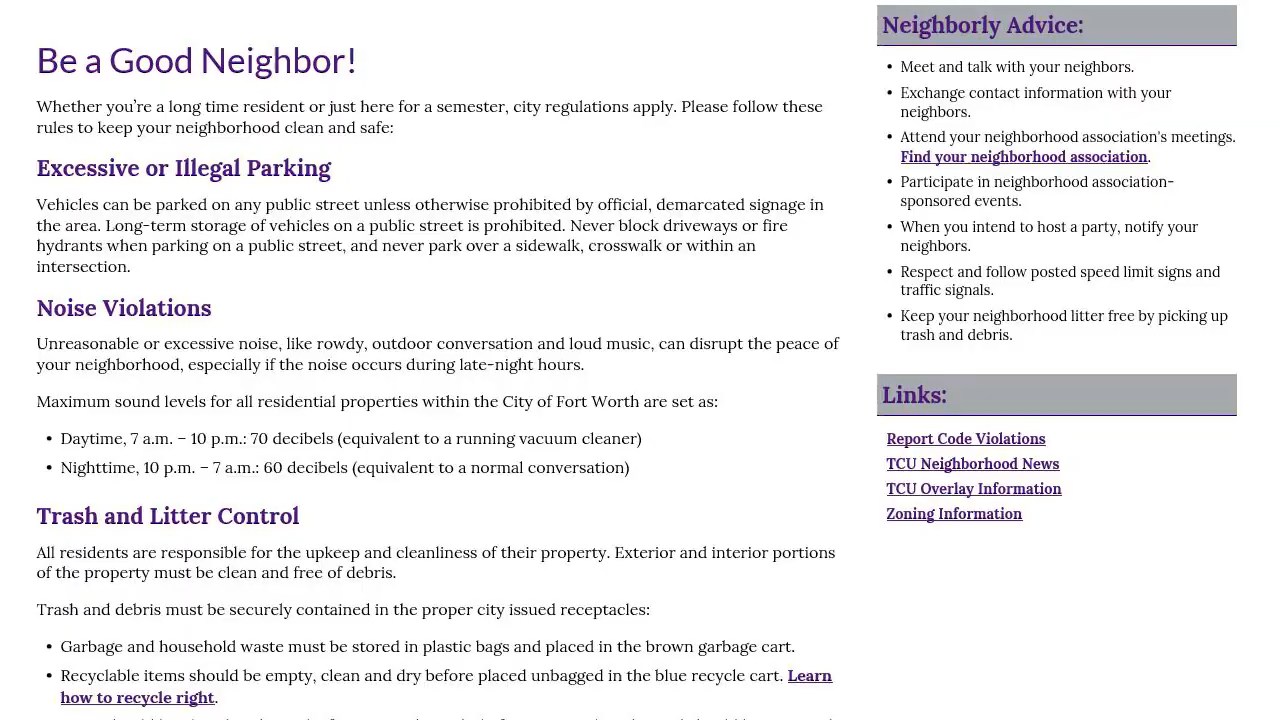 Be a Good Neighbor!
Whether you're a long time resident or just here for a semester, city regulations apply. Please follow these
rules to keep your neighborhood clean and safe:
Excessive or Illegal Parking
Vehicles can be parked on any public street unless otherwise prohibited by official, demarcated signage in
the area. Long-term storage of vehicles on a public street is prohibited. Never block driveways or fire
hydrants when parking on a public street, and never park over a sidewalk, crosswalk or within an
intersection.
Noise Violations
Unreasonable or excessive noise, like rowdy, outdoor conversation and loud music, can disrupt the peace of
your neighborhood, especially if the noise occurs during late-night hours.
Maximum sound levels for all residential properties within the City of Fort Worth are set as:
• Daytime, 7 a.m. – 10 p.m.: 70 decibels (equivalent to a running vacuum cleaner)
• Nighttime, 10 p.m. – 7 a.m.: 60 decibels (equivalent to a normal conversation)
Trash and Litter Control
All residents are responsible for the upkeep and cleanliness of their property. Exterior and interior portions
of the property must be clean and free of debris.
Trash and debris must be securely contained in the proper city issued receptacles:
• Garbage and household waste must be stored in plastic bags and placed in the brown garbage cart.
• Recyclable items should be empty, clean and dry before placed unbagged in the blue recycle cart. Learn
how to recycle right.
Neighborly Advice:
• Meet and talk with your neighbors.
• Exchange contact information with your
neighbors.
• Attend your neighborhood association's meetings.
Find your neighborhood association.
• Participate in neighborhood association-
sponsored events.
• When you intend to host a party, notify your
neighbors.
• Respect and follow posted speed limit signs and
traffic signals.
• Keep your neighborhood litter free by picking up
trash and debris.
Links:
Report Code Violations
TCU Neighborhood News
TCU Overlay Information
Zoning Information